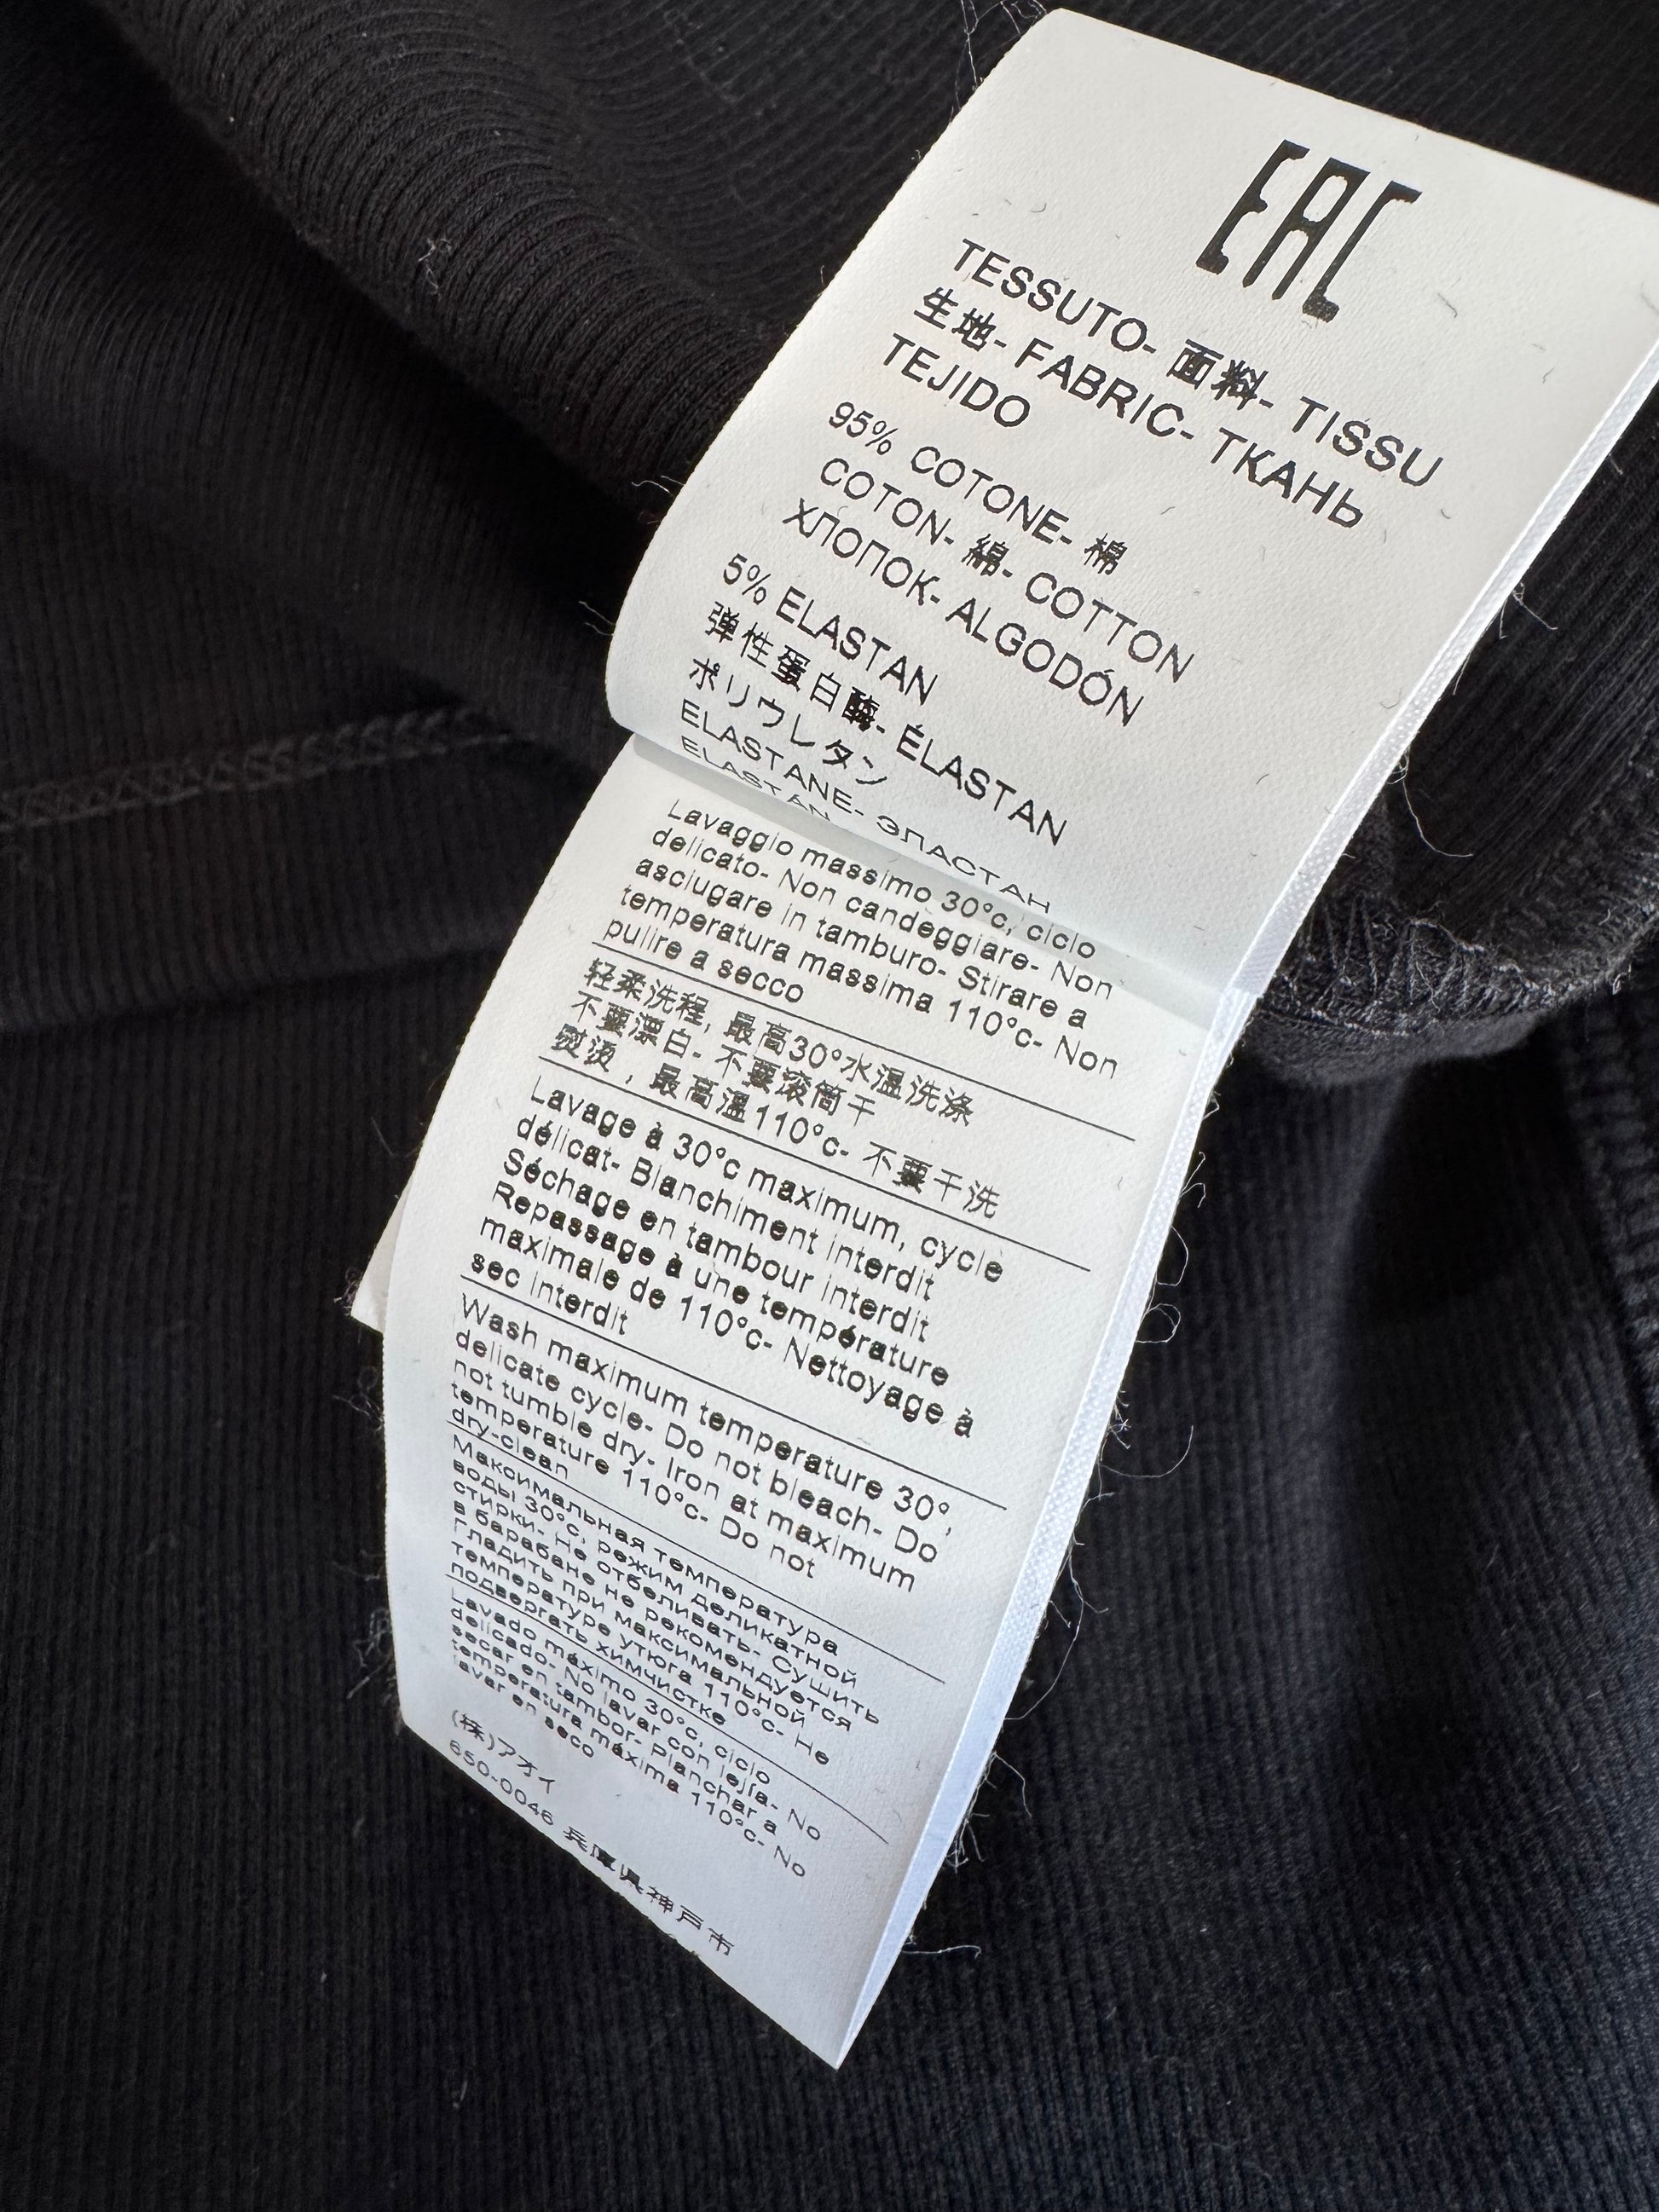 EAC
TESSUTO- 面料- TISSU
生地- FABRIC- ТКАНЬ
TEJIDO
95% COTONE- 棉
COTON- 綿- COTTON
ХЛОПОК- ALGODÓN
5% ELASTAN
弹性蛋白酶- ÉLASTAN
ポリウレタン
ELASTANE- ЭЛАСТАН
ELASTÁN
Lavaggio massimo 30°c, ciclo
delicato- Non candeggiare- Non
asciugare in tamburo- Stirare a
temperatura massima 110°c- Non
pulire a secco
轻柔洗程, 最高30°水温洗涤
不要漂白- 不要滚筒干
熨烫, 最高温110°c- 不要干洗
Lavage à 30°c maximum, cycle
délicat- Blanchiment interdit
Séchage en tambour interdit
Repassage à une température
maximale de 110°c- Nettoyage à
sec interdit
Wash maximum temperature 30°,
delicate cycle- Do not bleach- Do
not tumble dry- Iron at maximum
temperature 110°c- Do not
dry-clean
Максимальная температура
воды 30°c, режим деликатной
стирки- Не отбеливать- Сушить
в барабане не рекомендуется
Гладить при максимальной
температуре утюга 110°c- Не
подвергать химчистке
Lavado máximo 30°c, ciclo
delicado- No lavar con lejía- No
secar en tambor- Planchar a
temperatura máxima 110°c- No
lavar en seco
(株)アオイ
650-0046 兵庫県神戸市